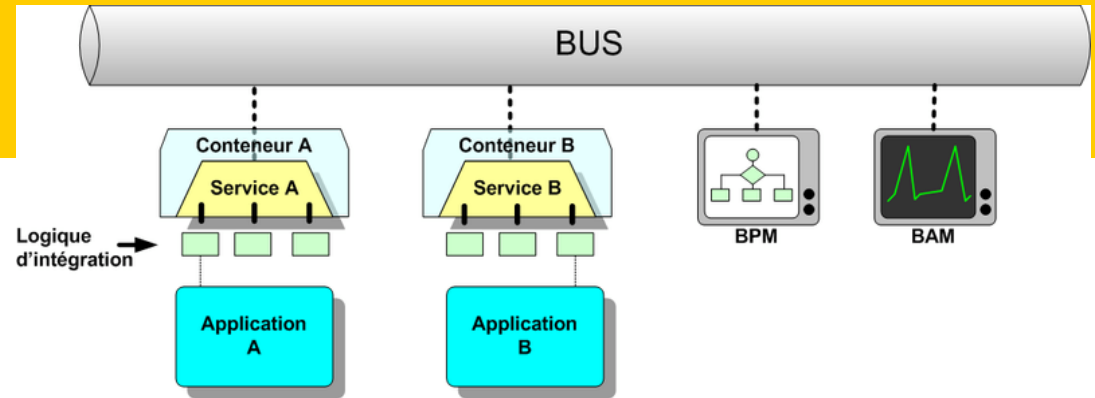 BUS
Conteneur A
Conteneur B
Service A
Service B
BPM
BAM
Logique
d'intégration
Application
A
Application
B